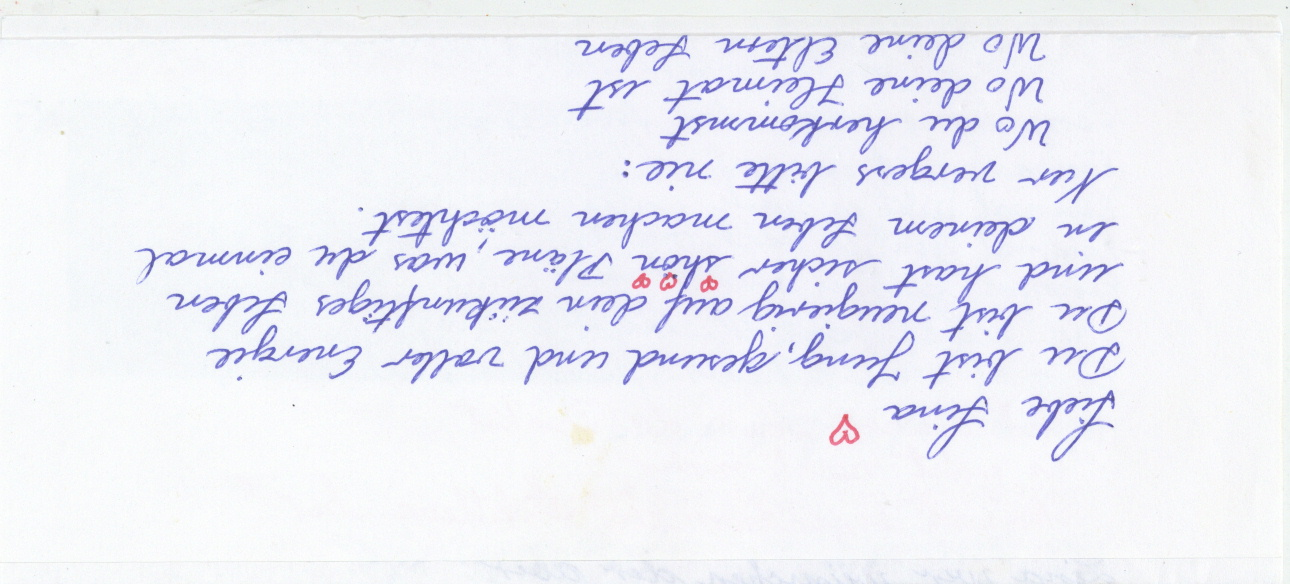 Liebe Lina
Du bist Jung, gesund und voller Energie
Du bist neugierig auf dein zükunftiges Leben
und hast sicher shon Pläne, was du einmal
in deinem Leben machen möchtest.
Nur vergess bitte nie:
Wo du herkommst
Wo deine Heimat ist
Wo deine Eltern Leben